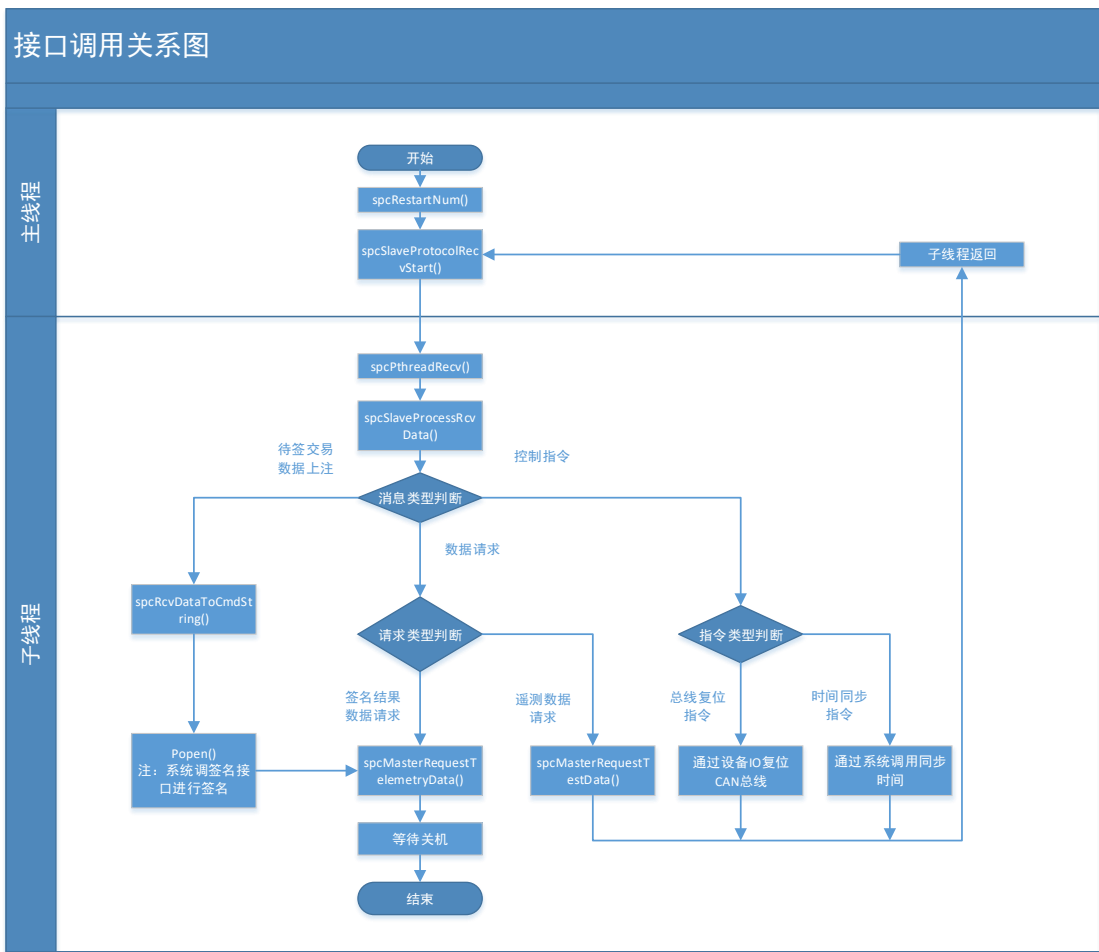 接口调用关系图
主线程
开始
spcRestartNum()
spcSlaveProtocolRec
vStart()
子线程返回
子线程
spcPthreadRecv()
spcSlaveProcessRcv
Data()
待签交易
数据上注
控制指令
消息类型判断
数据请求
spcRcvDataToCmdSt
ring()
请求类型判断
指令类型判断
签名结果
数据请求
遥测数据
请求
总线复位
指令
时间同步
指令
Popen()
注：系统调签名接
口进行签名
spcMasterRequestT
elemetryData()
spcMasterRequestT
estData()
通过设备IO复位
CAN总线
通过系统调用同步
时间
等待关机
结束